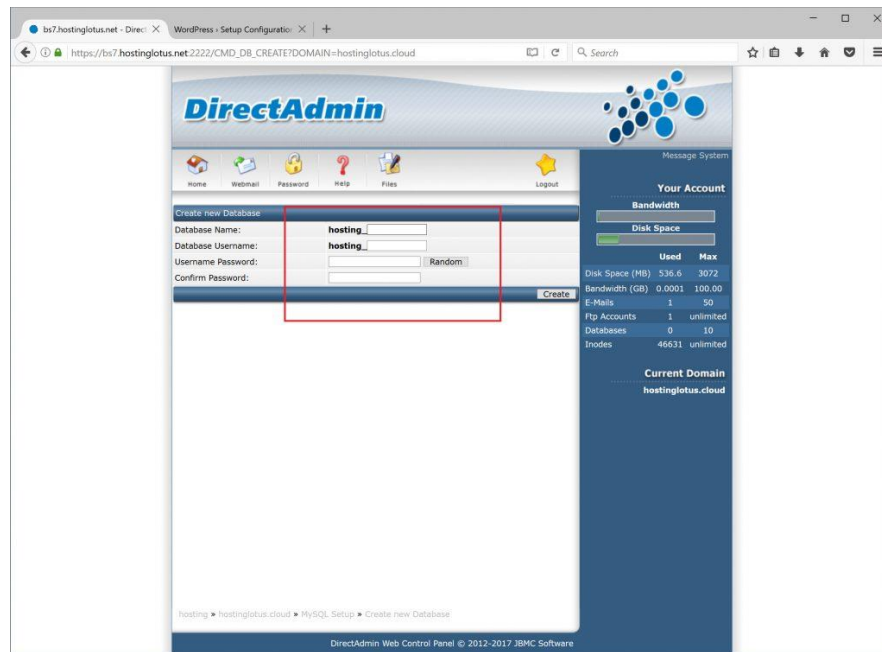 bs7.hostinglotus.net - Direct
WordPress › Setup Configuration
https://bs7.hostinglotus.net:2222/CMD_DB_CREATE?DOMAIN=hostinglotus.cloud
Search
DirectAdmin
Message System
Home Webmail Password Help Files Logout
Your Account
Bandwidth
Disk Space
Used Max
Disk Space (MB) 536.6 3072
Bandwidth (GB) 0.0001 100.00
E-Mails 1 50
Ftp Accounts 1 unlimited
Databases 0 10
Inodes 46631 unlimited
Current Domain
hostinglotus.cloud
Create new Database
Database Name: hosting_
Database Username: hosting_
Username Password: Random
Confirm Password:
Create
hosting » hostinglotus.cloud » MySQL Setup » Create new Database
DirectAdmin Web Control Panel © 2012-2017 JBMC Software